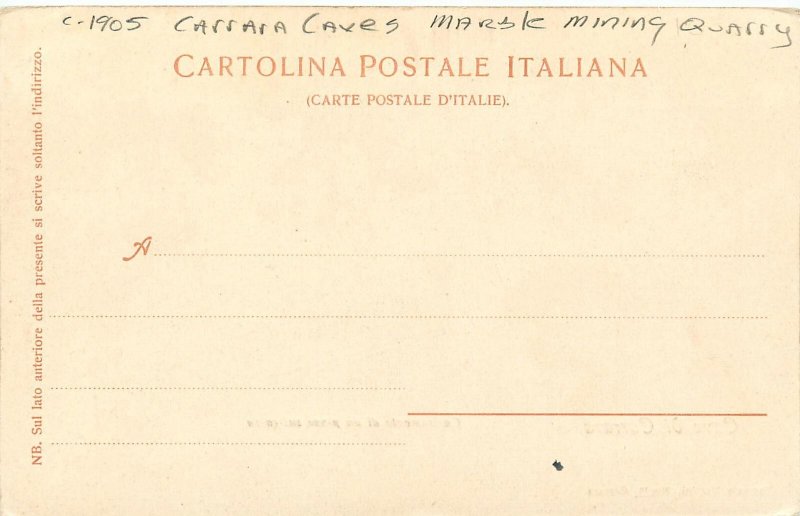 C-1905 Carrara Caves Marble Mining Quarry
CARTOLINA POSTALE ITALIANA
(CARTE POSTALE D'ITALIE).
NB. Sul lato anteriore della presente si scrive soltanto l'indirizzo.
A